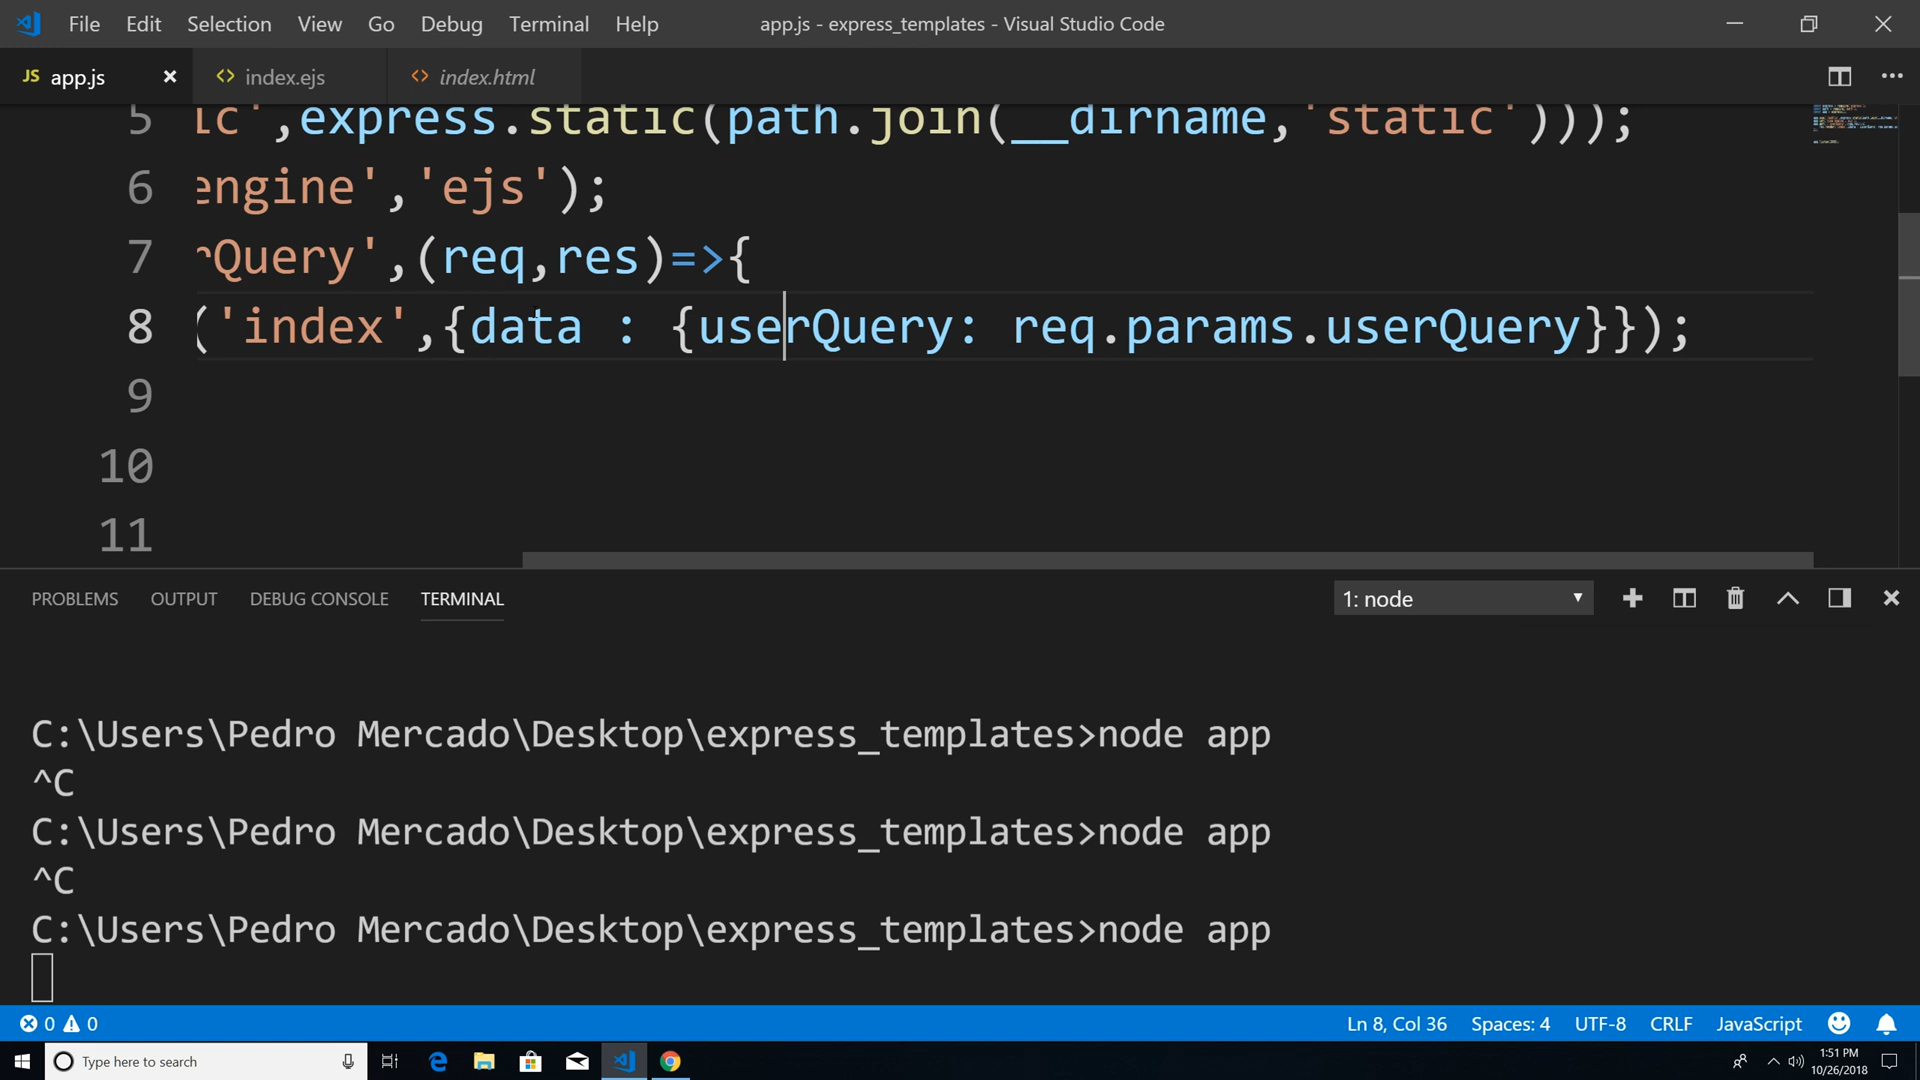 File Edit Selection View Go Debug Terminal Help app.js - express_templates - Visual Studio Code
JS app.js index.ejs index.html
5 ic',express.static(path.join(__dirname,'static')));
6 engine','ejs');
7 rQuery',(req,res)=>{
8 ('index',{data : {userQuery: req.params.userQuery}});
9
10
11
PROBLEMS OUTPUT DEBUG CONSOLE TERMINAL 1: node
C:\Users\Pedro Mercado\Desktop\express_templates>node app
^C
C:\Users\Pedro Mercado\Desktop\express_templates>node app
^C
C:\Users\Pedro Mercado\Desktop\express_templates>node app
0 0 Ln 8, Col 36 Spaces: 4 UTF-8 CRLF JavaScript
Type here to search 1:51 PM
10/26/2018